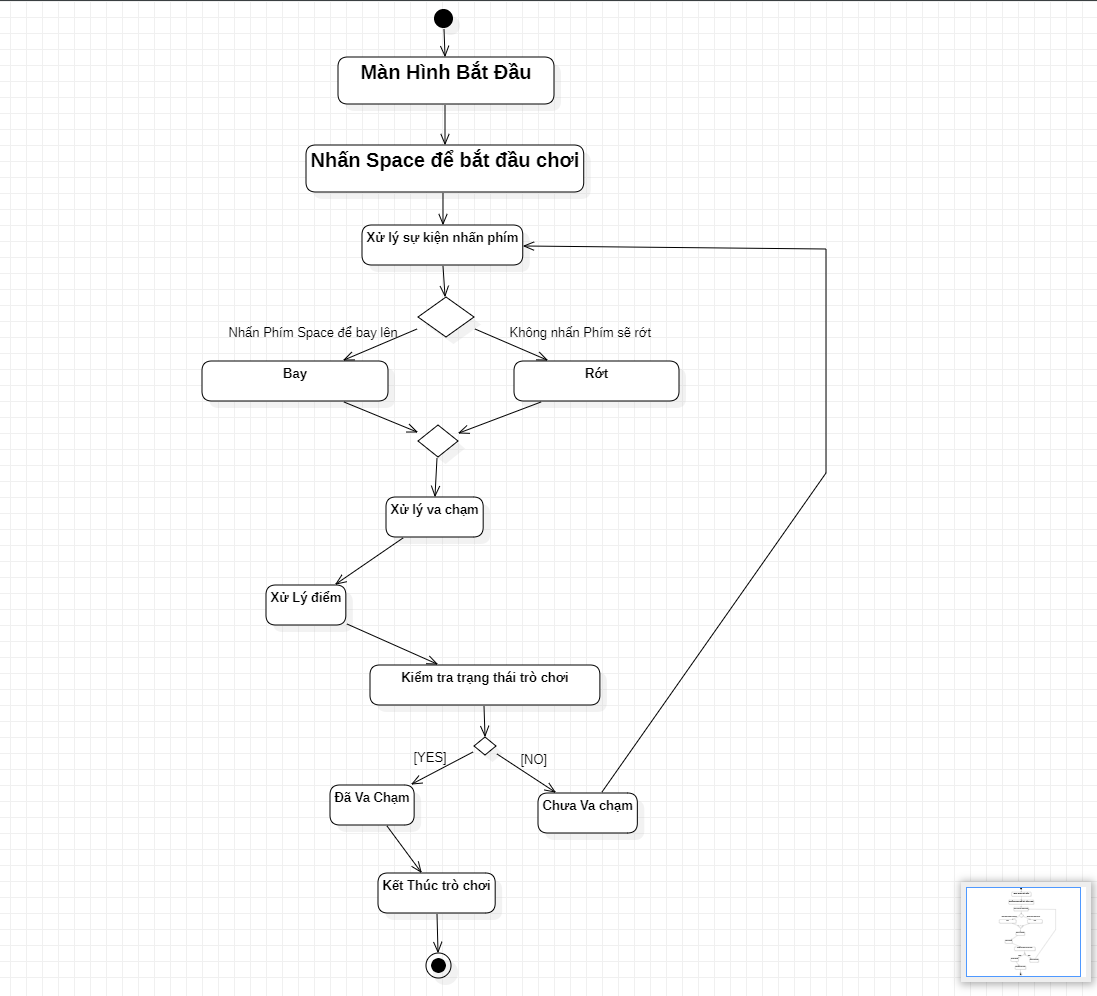 Màn Hình Bắt Đầu
Nhấn Space để bắt đầu chơi
Xử lý sự kiện nhấn phím
Nhấn Phím Space để bay lên
Không nhấn Phím sẽ rớt
Bay
Rớt
Xử lý va chạm
Xử Lý điểm
Kiểm tra trạng thái trò chơi
[YES]
[NO]
Đã Va Chạm
Chưa Va chạm
Kết Thúc trò chơi